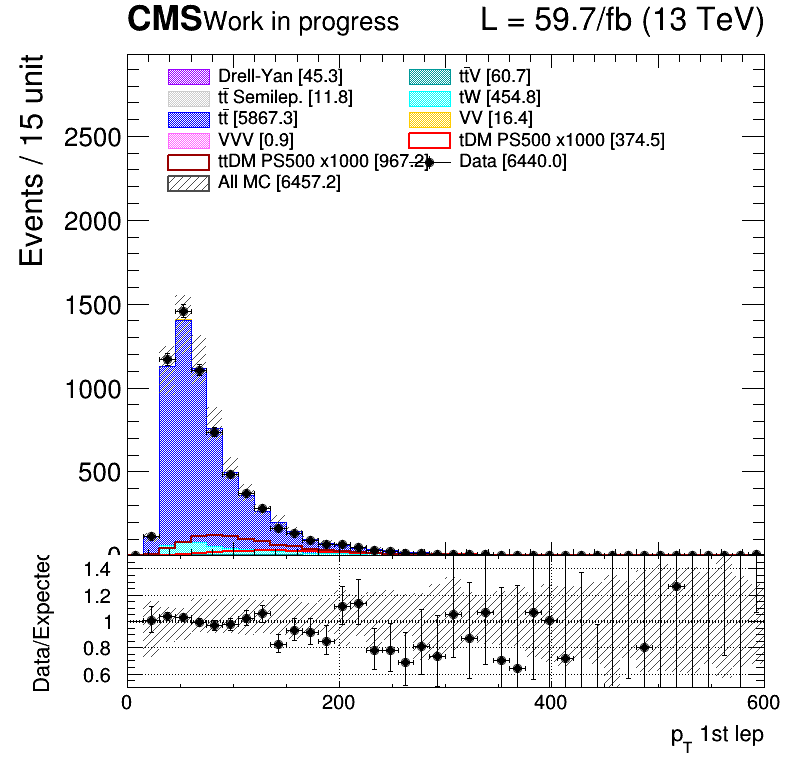 CMS Work in progress L = 59.7/fb (13 TeV)
Drell-Yan [45.3] tt̄V [60.7]
tt̄ Semilep. [11.8] tW [454.8]
tt̄ [5867.3] VV [16.4]
VVV [0.9] tDM PS500 x1000 [374.5]
ttDM PS500 x1000 [967.2] Data [6440.0]
All MC [6457.2]
Events / 15 unit
2500
2000
1500
1000
500
0
Data/Expected
1.4
1.2
1
0.8
0.6
0 200 400 600
p_T 1st lep